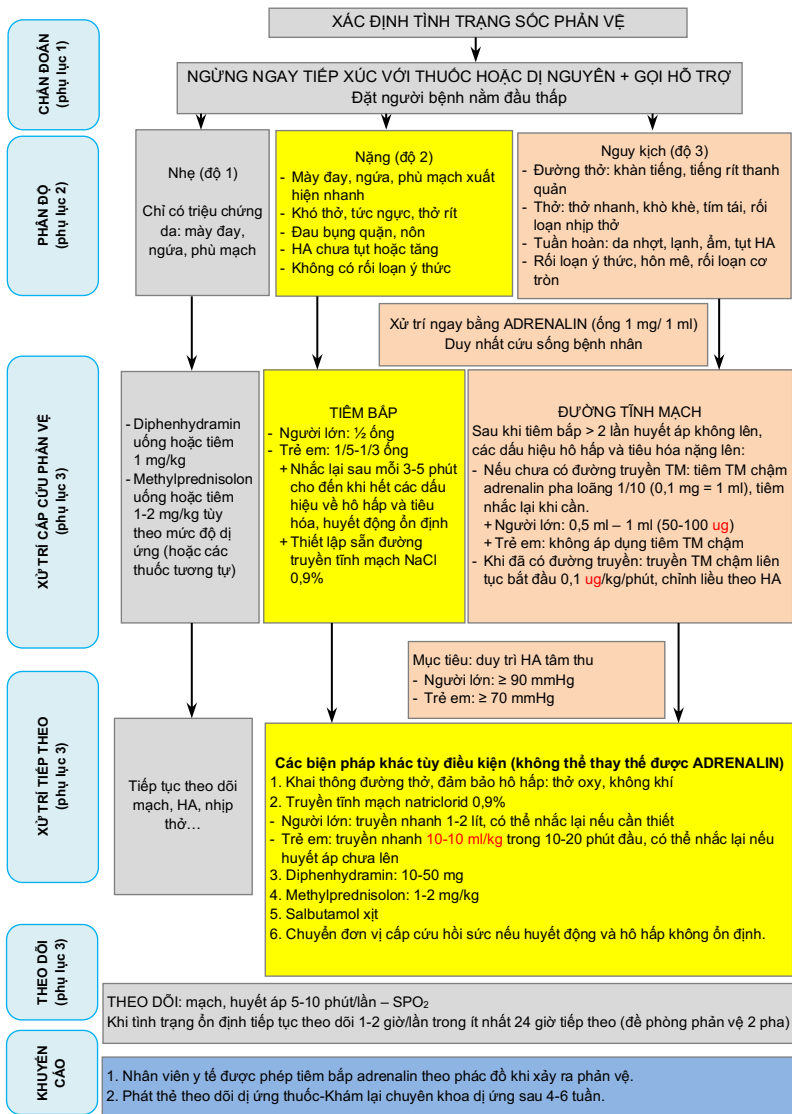 XÁC ĐỊNH TÌNH TRẠNG SỐC PHẢN VỆ
CHẨN ĐOÁN
(phụ lục 1)
NGỪNG NGAY TIẾP XÚC VỚI THUỐC HOẶC DỊ NGUYÊN + GỌI HỖ TRỢ
Đặt người bệnh nằm đầu thấp
PHÂN ĐỘ
(phụ lục 2)
Nhẹ (độ 1)
Chỉ có triệu chứng
da: mày đay,
ngứa, phù mạch
Nặng (độ 2)
- Mày đay, ngứa, phù mạch xuất
hiện nhanh
- Khó thở, tức ngực, thở rít
- Đau bụng quặn, nôn
- HA chưa tụt hoặc tăng
- Không có rối loạn ý thức
Nguy kịch (độ 3)
- Đường thở: khàn tiếng, tiếng rít thanh
quản
- Thở: thở nhanh, khò khè, tím tái, rối
loạn nhịp thở
- Tuần hoàn: da nhợt, lạnh, ẩm, tụt HA
- Rối loạn ý thức, hôn mê, rối loạn cơ
tròn
Xử trí ngay bằng ADRENALIN (ống 1 mg/ 1 ml)
Duy nhất cứu sống bệnh nhân
XỬ TRÍ CẤP CỨU PHẢN VỆ
(phụ lục 3)
- Diphenhydramin
uống hoặc tiêm
1 mg/kg
- Methylprednisolon
uống hoặc tiêm
1-2 mg/kg tùy
theo mức độ dị
ứng (hoặc các
thuốc tương tự)
TIÊM BẮP
- Người lớn: ½ ống
- Trẻ em: 1/5-1/3 ống
+ Nhắc lại sau mỗi 3-5 phút
cho đến khi hết các dấu
hiệu về hô hấp và tiêu
hóa, huyết động ổn định
+ Thiết lập sẵn đường
truyền tĩnh mạch NaCl
0,9%
ĐƯỜNG TĨNH MẠCH
Sau khi tiêm bắp > 2 lần huyết áp không lên,
các dấu hiệu hô hấp và tiêu hóa nặng lên:
- Nếu chưa có đường truyền TM: tiêm TM chậm
adrenalin pha loãng 1/10 (0,1 mg = 1 ml), tiêm
nhắc lại khi cần.
+ Người lớn: 0,5 ml – 1 ml (50-100 ug)
+ Trẻ em: không áp dụng tiêm TM chậm
- Khi đã có đường truyền: truyền TM chậm liên
tục bắt đầu 0,1 ug/kg/phút, chỉnh liều theo HA
Mục tiêu: duy trì HA tâm thu
- Người lớn: ≥ 90 mmHg
- Trẻ em: ≥ 70 mmHg
XỬ TRÍ TIẾP THEO
(phụ lục 3)
Tiếp tục theo dõi
mạch, HA, nhịp
thở…
Các biện pháp khác tùy điều kiện (không thể thay thế được ADRENALIN)
1. Khai thông đường thở, đảm bảo hô hấp: thở oxy, không khí
2. Truyền tĩnh mạch natriclorid 0,9%
- Người lớn: truyền nhanh 1-2 lít, có thể nhắc lại nếu cần thiết
- Trẻ em: truyền nhanh 10-10 ml/kg trong 10-20 phút đầu, có thể nhắc lại nếu
huyết áp chưa lên
3. Diphenhydramin: 10-50 mg
4. Methylprednisolon: 1-2 mg/kg
5. Salbutamol xịt
6. Chuyển đơn vị cấp cứu hồi sức nếu huyết động và hô hấp không ổn định.
THEO DÕI
(phụ lục 3)
THEO DÕI: mạch, huyết áp 5-10 phút/lần – SPO₂
Khi tình trạng ổn định tiếp tục theo dõi 1-2 giờ/lần trong ít nhất 24 giờ tiếp theo (đề phòng phản vệ 2 pha)
KHUYẾN
CÁO
1. Nhân viên y tế được phép tiêm bắp adrenalin theo phác đồ khi xảy ra phản vệ.
2. Phát thẻ theo dõi dị ứng thuốc-Khám lại chuyên khoa dị ứng sau 4-6 tuần.